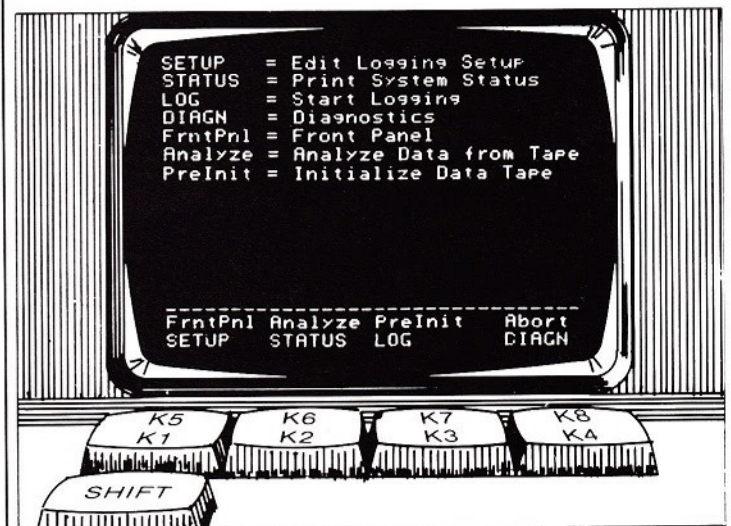 SETUP = Edit Logging Setup
STATUS = Print System Status
LOG = Start Logging
DIAGN = Diagnostics
FrntPnl = Front Panel
Analyze = Analyze Data from Tape
PreInit = Initialize Data Tape
FrntPnl Analyze PreInit Abort
SETUP STATUS LOG DIAGN
K5 K6 K7 K8
K1 K2 K3 K4
SHIFT